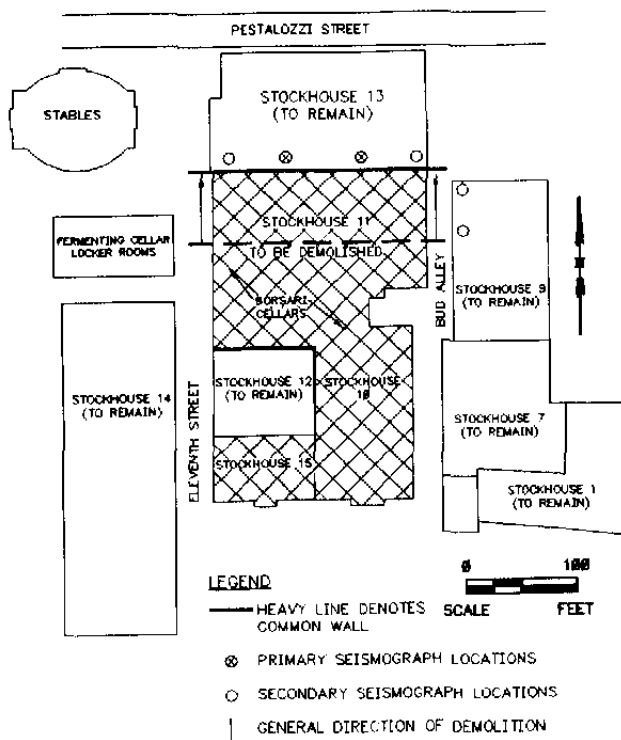 PESTALOZZI STREET
STOCKHOUSE 13
(TO REMAIN)
STABLES
STOCKHOUSE 11
TO BE DEMOLISHED
FERMENTING CELLAR
LOCKER ROOMS
BORSARI
CELLARS
BUD ALLEY
STOCKHOUSE 9
(TO REMAIN)
STOCKHOUSE 14
(TO REMAIN)
ELEVENTH STREET
STOCKHOUSE 12
(TO REMAIN)
STOCKHOUSE
10
STOCKHOUSE 7
(TO REMAIN)
STOCKHOUSE 15
STOCKHOUSE 1
(TO REMAIN)
N
0 100
SCALE FEET
LEGEND
HEAVY LINE DENOTES
COMMON WALL
PRIMARY SEISMOGRAPH LOCATIONS
SECONDARY SEISMOGRAPH LOCATIONS
GENERAL DIRECTION OF DEMOLITION